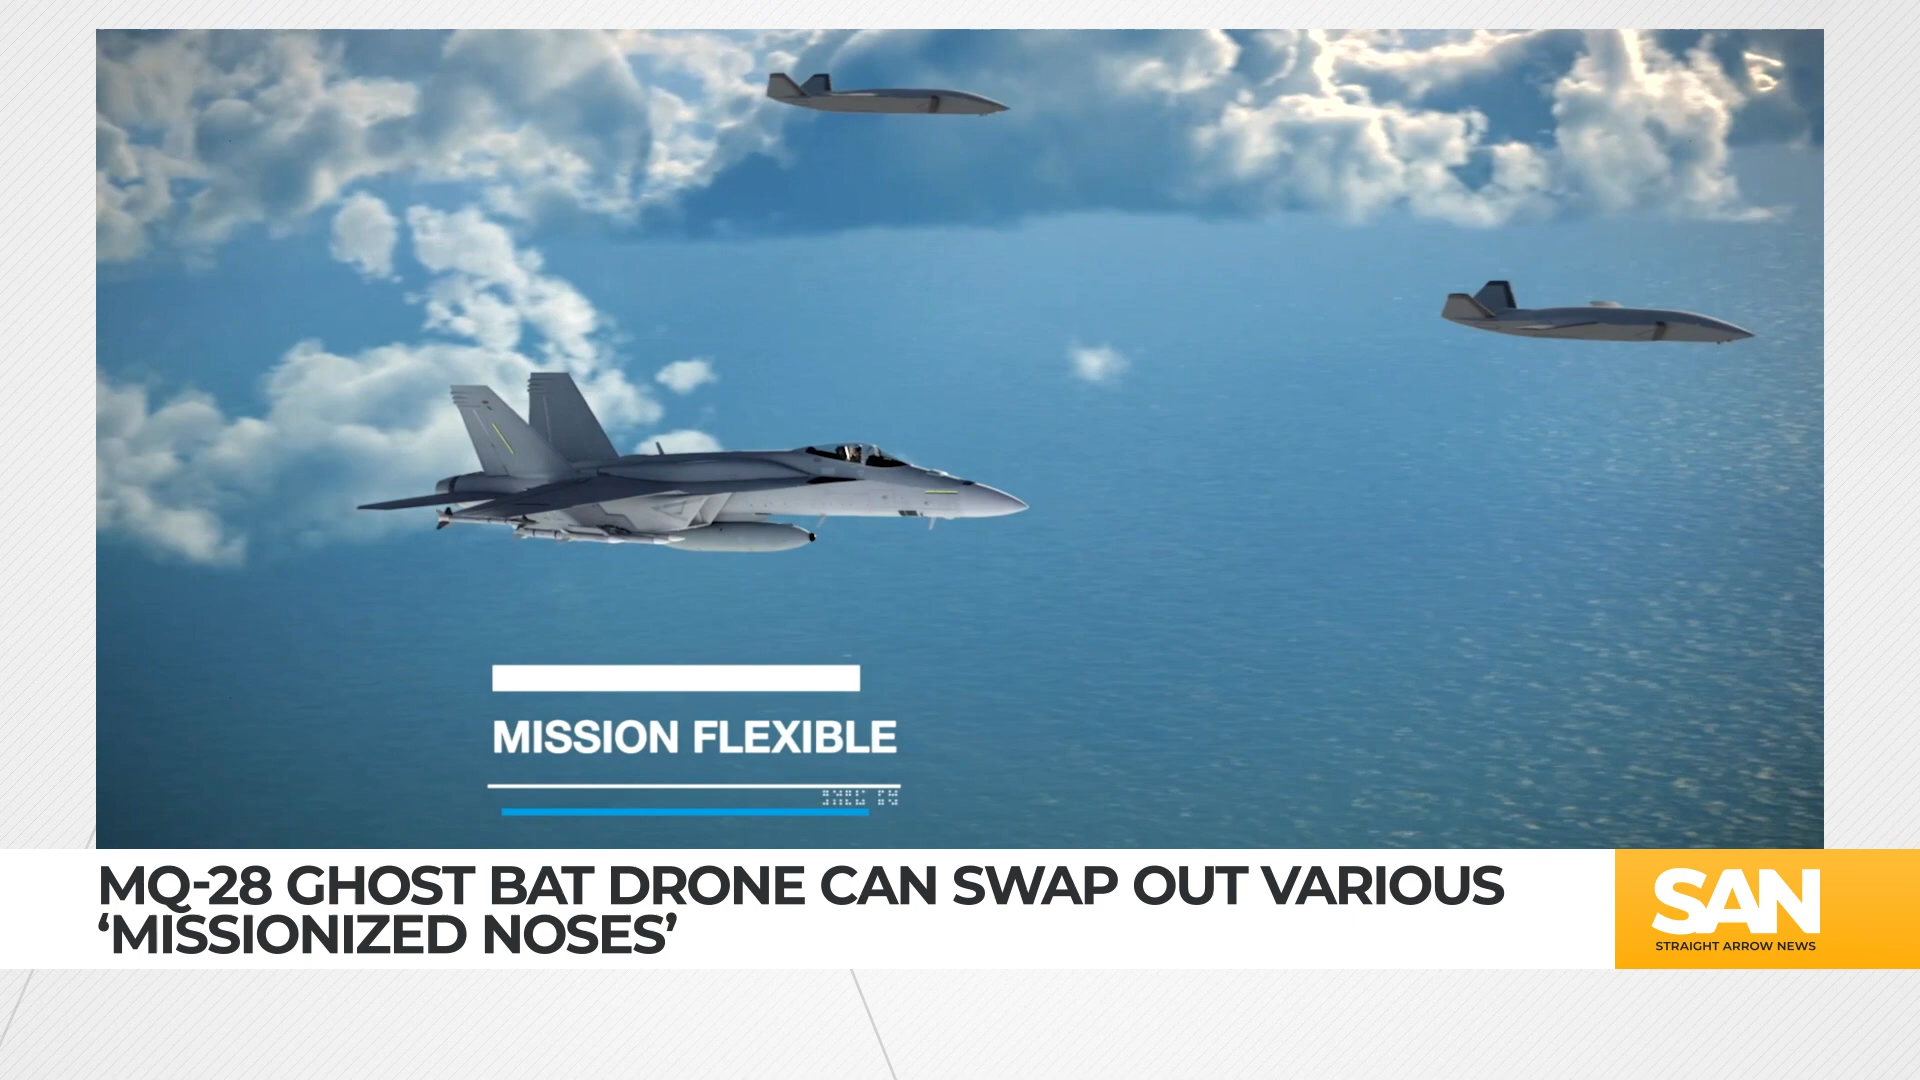 MISSION FLEXIBLE
MQ-28 GHOST BAT DRONE CAN SWAP OUT VARIOUS
‘MISSIONIZED NOSES’
SAN
STRAIGHT ARROW NEWS